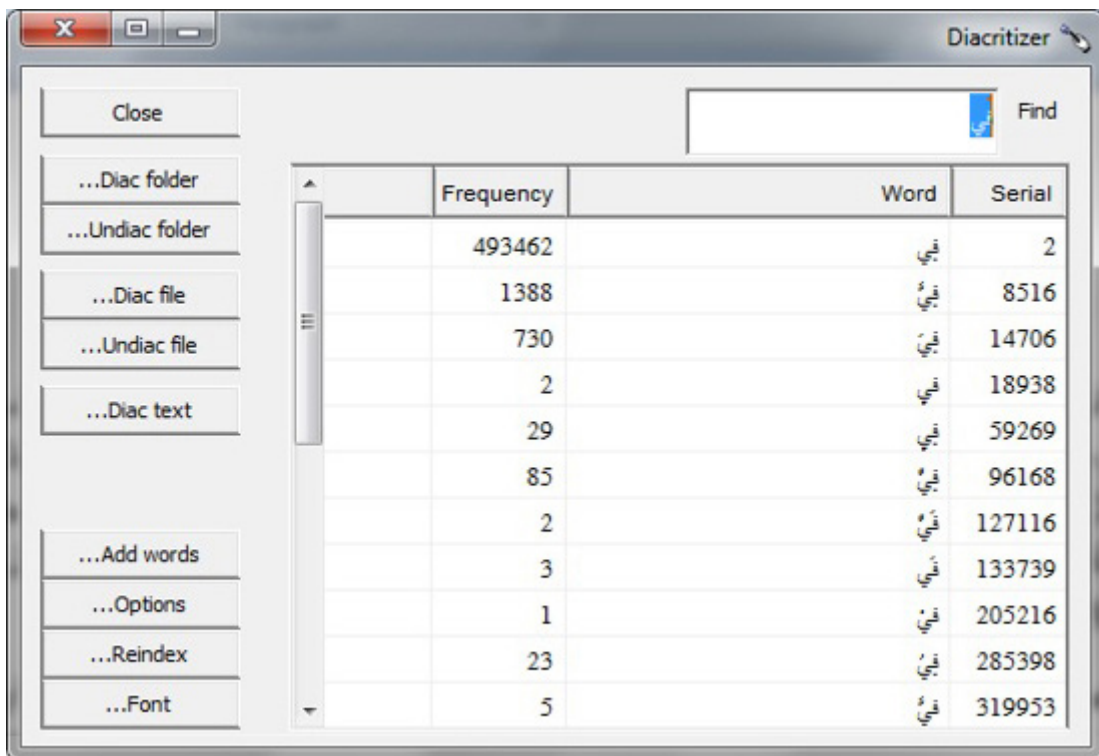 Diacritizer
Close
Find في
...Diac folder
...Undiac folder
...Diac file
...Undiac file
...Diac text
...Add words
...Options
...Reindex
...Font
Frequency Word Serial
493462 فِي 2
1388 فِيَّ 8516
730 فِيَ 14706
2 18938
29 59269
85 96168
2 127116
3 فَي 133739
1 فِيْ 205216
23 فِيُ 285398
5 319953